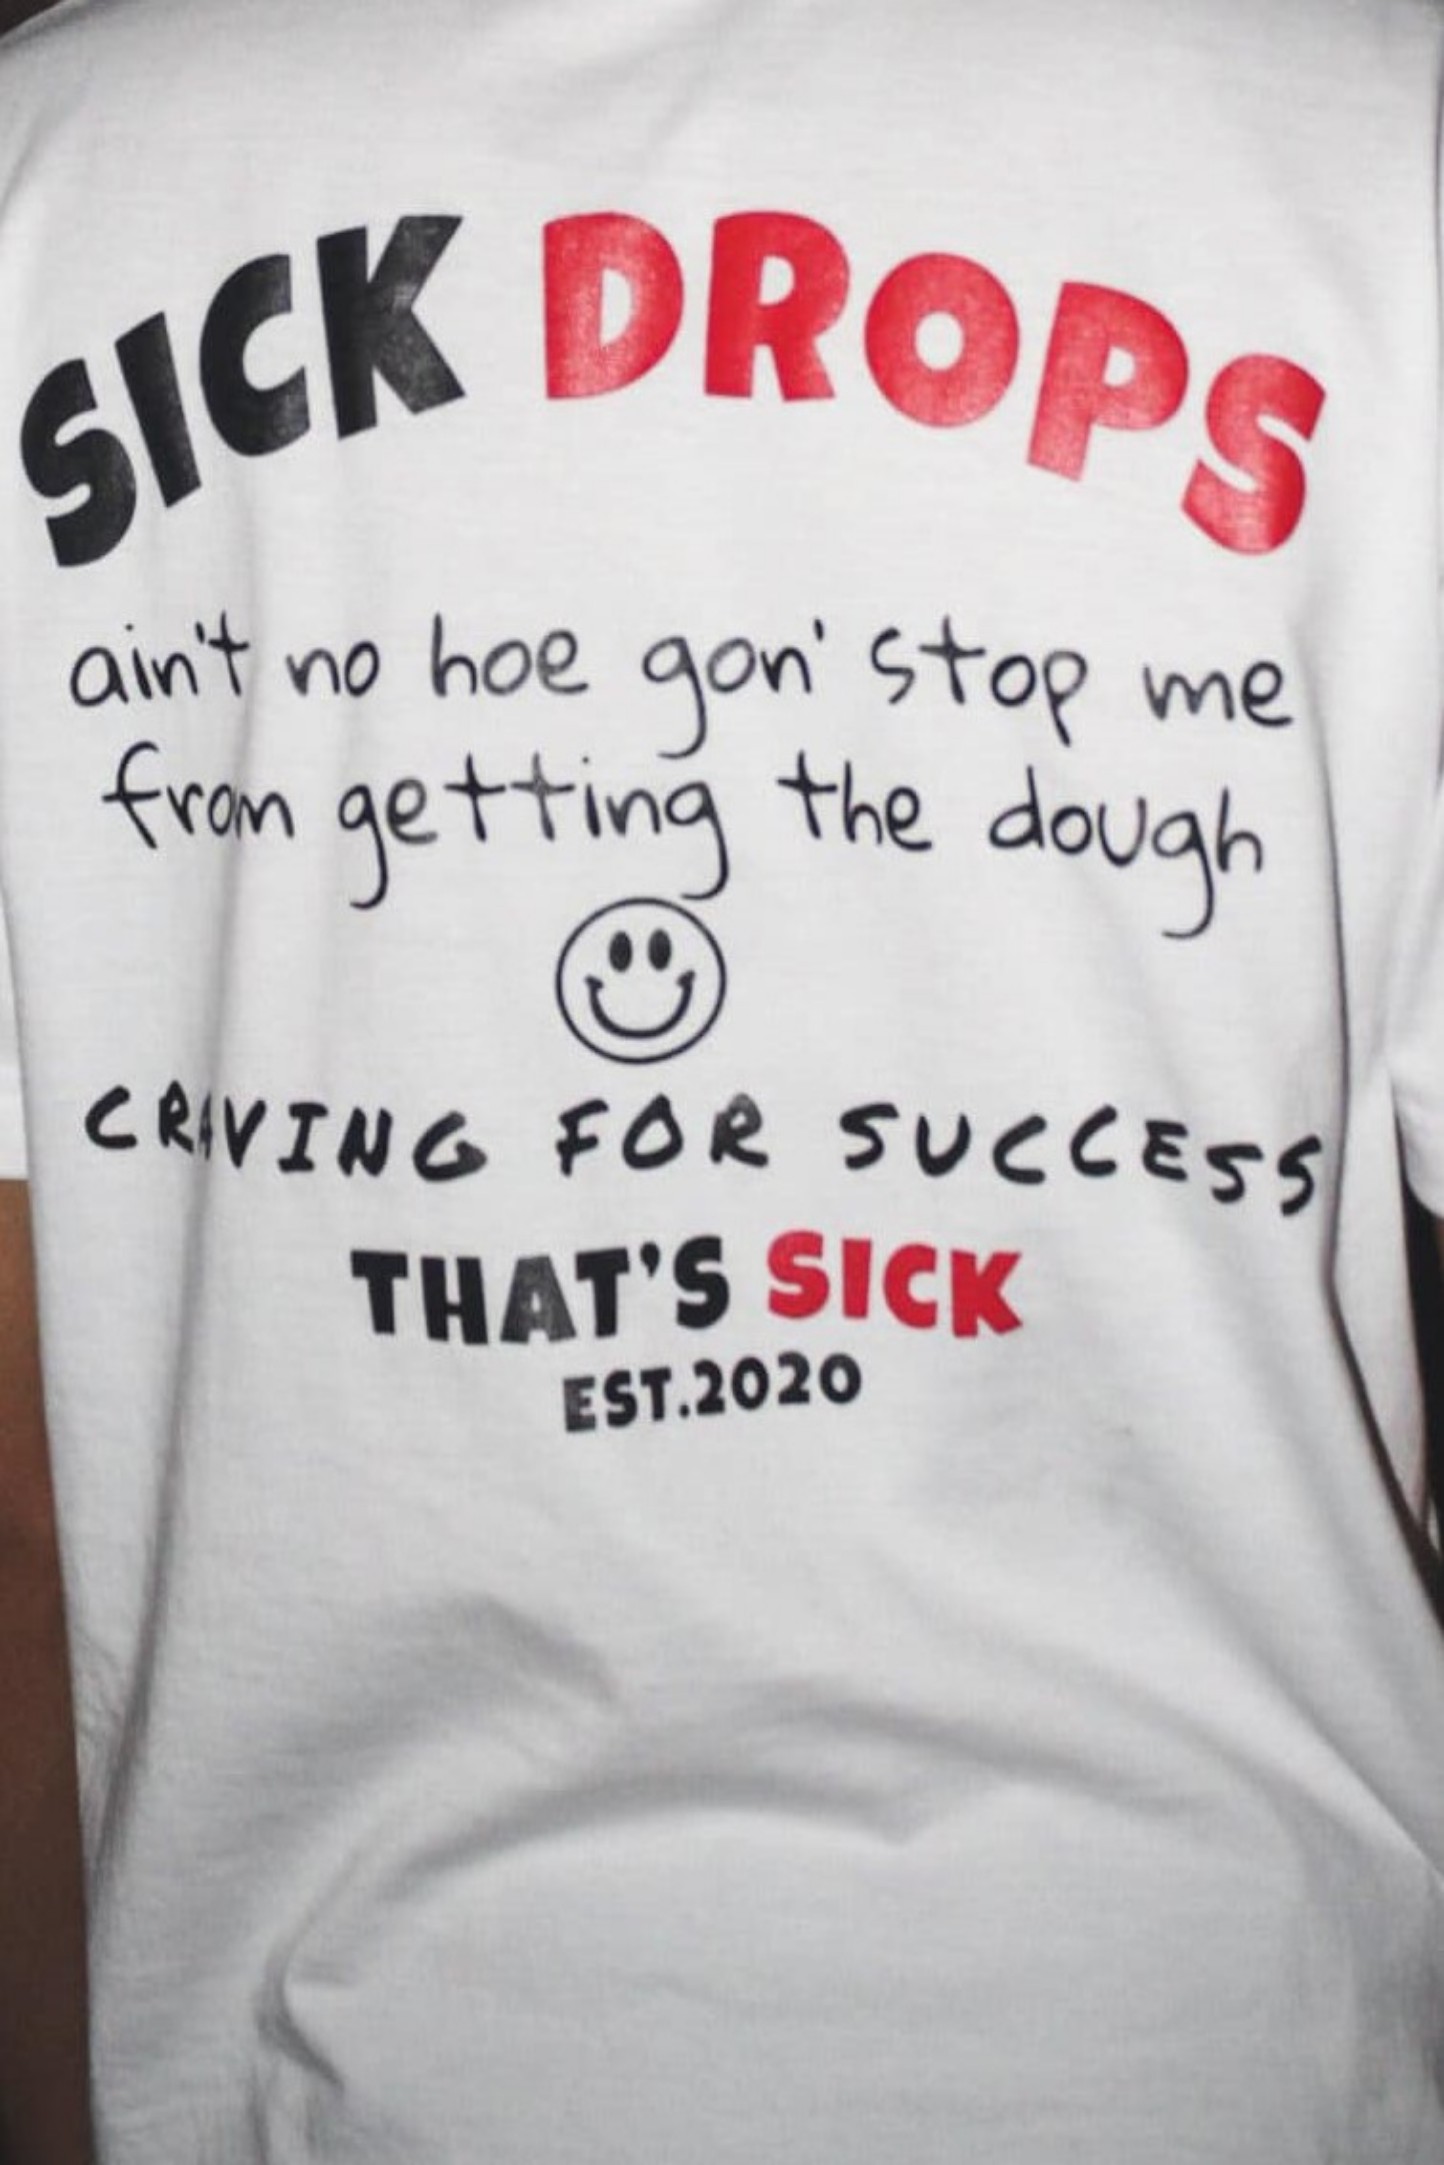 SICK DROPS
ain't no hoe gon' stop me
from getting the dough
CRAVING FOR SUCCESS
THAT'S SICK
EST.2020